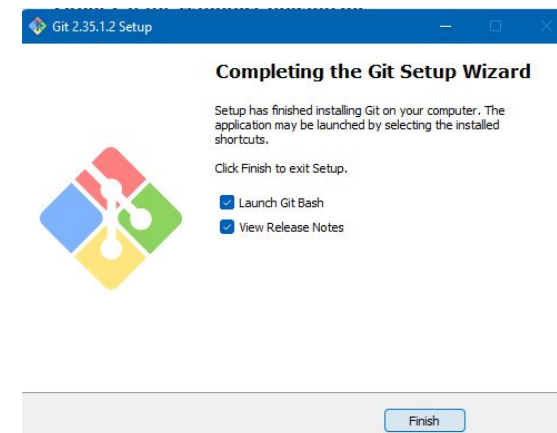 Git 2.35.1.2 Setup
Completing the Git Setup Wizard
Setup has finished installing Git on your computer. The
application may be launched by selecting the installed
shortcuts.
Click Finish to exit Setup.
Launch Git Bash
View Release Notes
Finish